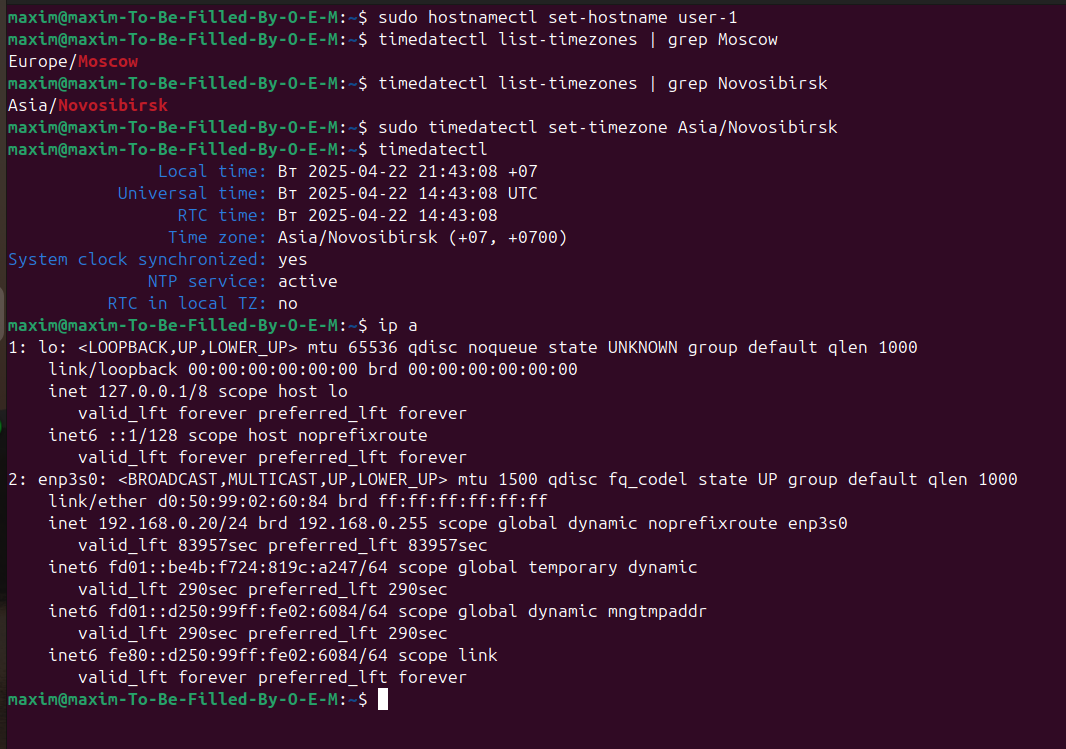 maxim@maxim-To-Be-Filled-By-O-E-M:~$ sudo hostnamectl set-hostname user-1
maxim@maxim-To-Be-Filled-By-O-E-M:~$ timedatectl list-timezones | grep Moscow
Europe/Moscow
maxim@maxim-To-Be-Filled-By-O-E-M:~$ timedatectl list-timezones | grep Novosibirsk
Asia/Novosibirsk
maxim@maxim-To-Be-Filled-By-O-E-M:~$ sudo timedatectl set-timezone Asia/Novosibirsk
maxim@maxim-To-Be-Filled-By-O-E-M:~$ timedatectl
Local time: Вт 2025-04-22 21:43:08 +07
Universal time: Вт 2025-04-22 14:43:08 UTC
RTC time: Вт 2025-04-22 14:43:08
Time zone: Asia/Novosibirsk (+07, +0700)
System clock synchronized: yes
NTP service: active
RTC in local TZ: no
maxim@maxim-To-Be-Filled-By-O-E-M:~$ ip a
1: lo: <LOOPBACK,UP,LOWER_UP> mtu 65536 qdisc noqueue state UNKNOWN group default qlen 1000
    link/loopback 00:00:00:00:00:00 brd 00:00:00:00:00:00
    inet 127.0.0.1/8 scope host lo
       valid_lft forever preferred_lft forever
    inet6 ::1/128 scope host noprefixroute
       valid_lft forever preferred_lft forever
2: enp3s0: <BROADCAST,MULTICAST,UP,LOWER_UP> mtu 1500 qdisc fq_codel state UP group default qlen 1000
    link/ether d0:50:99:02:60:84 brd ff:ff:ff:ff:ff:ff
    inet 192.168.0.20/24 brd 192.168.0.255 scope global dynamic noprefixroute enp3s0
       valid_lft 83957sec preferred_lft 83957sec
    inet6 fd01::be4b:f724:819c:a247/64 scope global temporary dynamic
       valid_lft 290sec preferred_lft 290sec
    inet6 fd01::d250:99ff:fe02:6084/64 scope global dynamic mngtmpaddr
       valid_lft 290sec preferred_lft 290sec
    inet6 fe80::d250:99ff:fe02:6084/64 scope link
       valid_lft forever preferred_lft forever
maxim@maxim-To-Be-Filled-By-O-E-M:~$